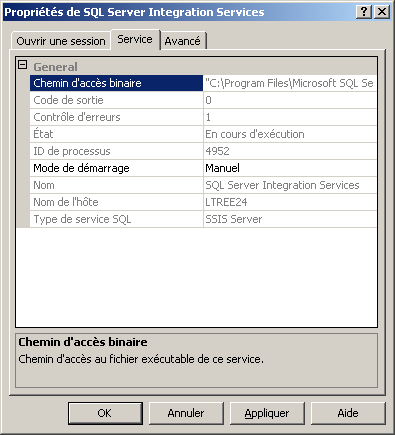 Propriétés de SQL Server Integration Services
Ouvrir une session Service Avancé
General
Chemin d'accès binaire "C:\Program Files\Microsoft SQL Se
Code de sortie 0
Contrôle d'erreurs 1
État En cours d'exécution
ID de processus 4952
Mode de démarrage Manuel
Nom SQL Server Integration Services
Nom de l'hôte LTREE24
Type de service SQL SSIS Server
Chemin d'accès binaire
Chemin d'accès au fichier exécutable de ce service.
OK Annuler Appliquer Aide